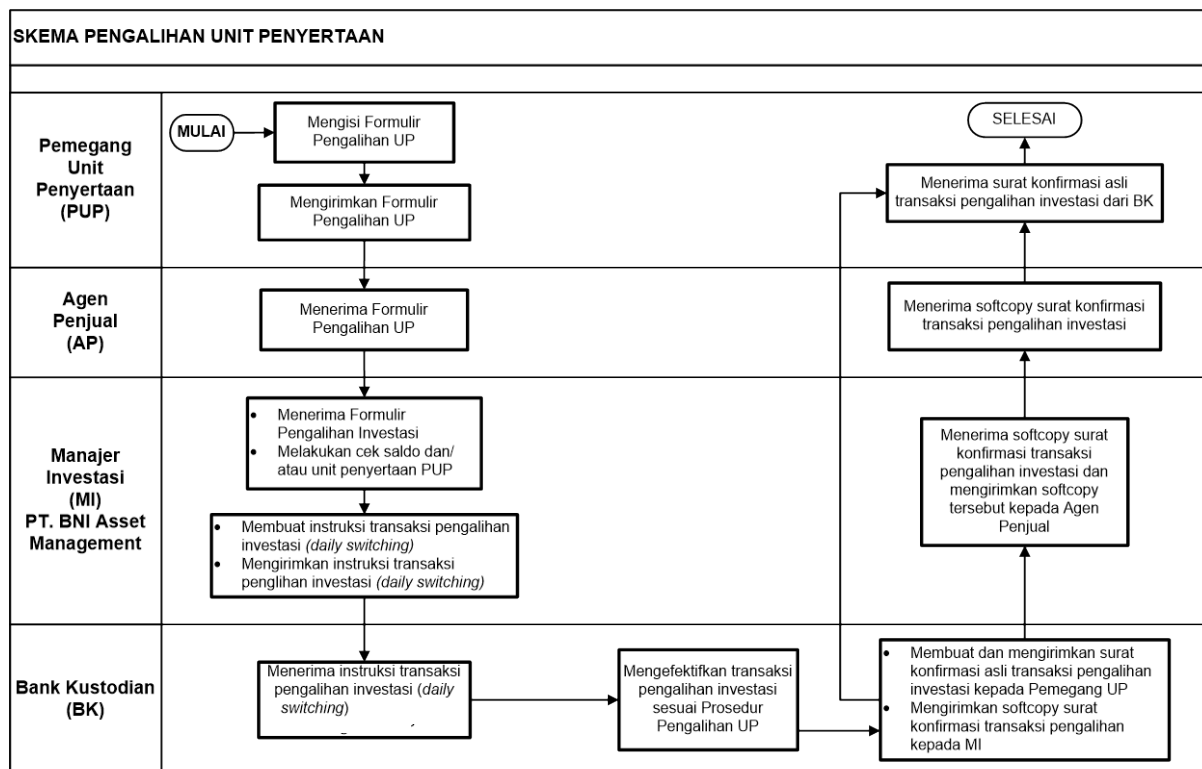 SKEMA PENGALIHAN UNIT PENYERTAAN
Pemegang
Unit
Penyertaan
(PUP)
MULAI
Mengisi Formulir
Pengalihan UP
Mengirimkan Formulir
Pengalihan UP
SELESAI
Menerima surat konfirmasi asli
transaksi pengalihan investasi dari BK
Agen
Penjual
(AP)
Menerima Formulir
Pengalihan UP
Menerima softcopy surat konfirmasi
transaksi pengalihan investasi
Manajer
Investasi
(MI)
PT. BNI Asset
Management
• Menerima Formulir
Pengalihan Investasi
• Melakukan cek saldo dan/
atau unit penyertaan PUP
• Membuat instruksi transaksi pengalihan
investasi (daily switching)
• Mengirimkan instruksi transaksi
penglihan investasi (daily switching)
Menerima softcopy surat
konfirmasi transaksi
pengalihan investasi dan
mengirimkan softcopy
tersebut kepada Agen
Penjual
Bank Kustodian
(BK)
Menerima instruksi transaksi
pengalihan investasi (daily
switching)
Mengefektifkan transaksi
pengalihan investasi
sesuai Prosedur
Pengalihan UP
• Membuat dan mengirimkan surat
konfirmasi asli transaksi pengalihan
investasi kepada Pemegang UP
• Mengirimkan softcopy surat
konfirmasi transaksi pengalihan
kepada MI